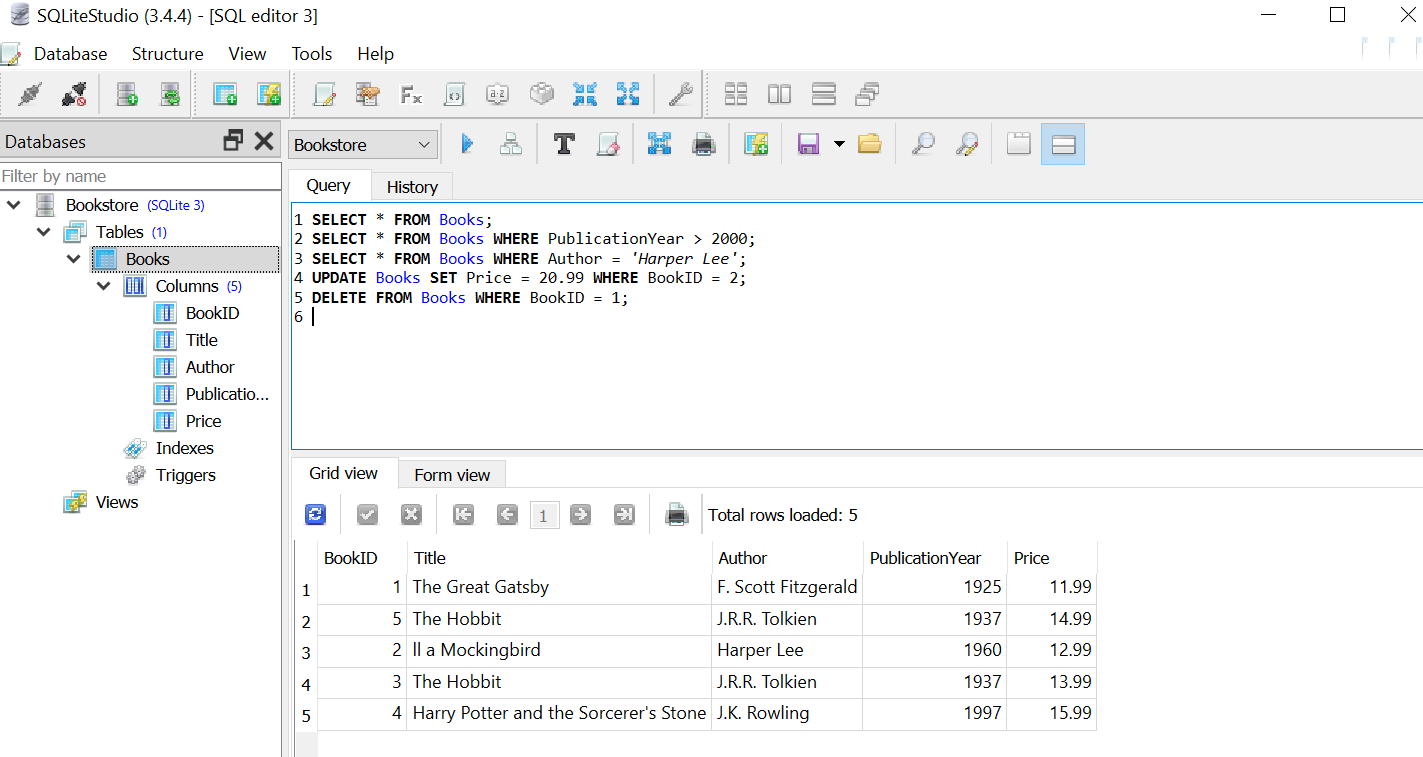 SQLiteStudio (3.4.4) - [SQL editor 3]
Database Structure View Tools Help
Databases
Filter by name
Bookstore (SQLite 3)
Tables (1)
Books
Columns (5)
BookID
Title
Author
Publicatio...
Price
Indexes
Triggers
Views
Bookstore
Query History
1 SELECT * FROM Books;
2 SELECT * FROM Books WHERE PublicationYear > 2000;
3 SELECT * FROM Books WHERE Author = 'Harper Lee';
4 UPDATE Books SET Price = 20.99 WHERE BookID = 2;
5 DELETE FROM Books WHERE BookID = 1;
6
Grid view Form view
1 Total rows loaded: 5
BookID Title Author PublicationYear Price
1 1 The Great Gatsby F. Scott Fitzgerald 1925 11.99
2 5 The Hobbit J.R.R. Tolkien 1937 14.99
3 2 ll a Mockingbird Harper Lee 1960 12.99
4 3 The Hobbit J.R.R. Tolkien 1937 13.99
5 4 Harry Potter and the Sorcerer's Stone J.K. Rowling 1997 15.99